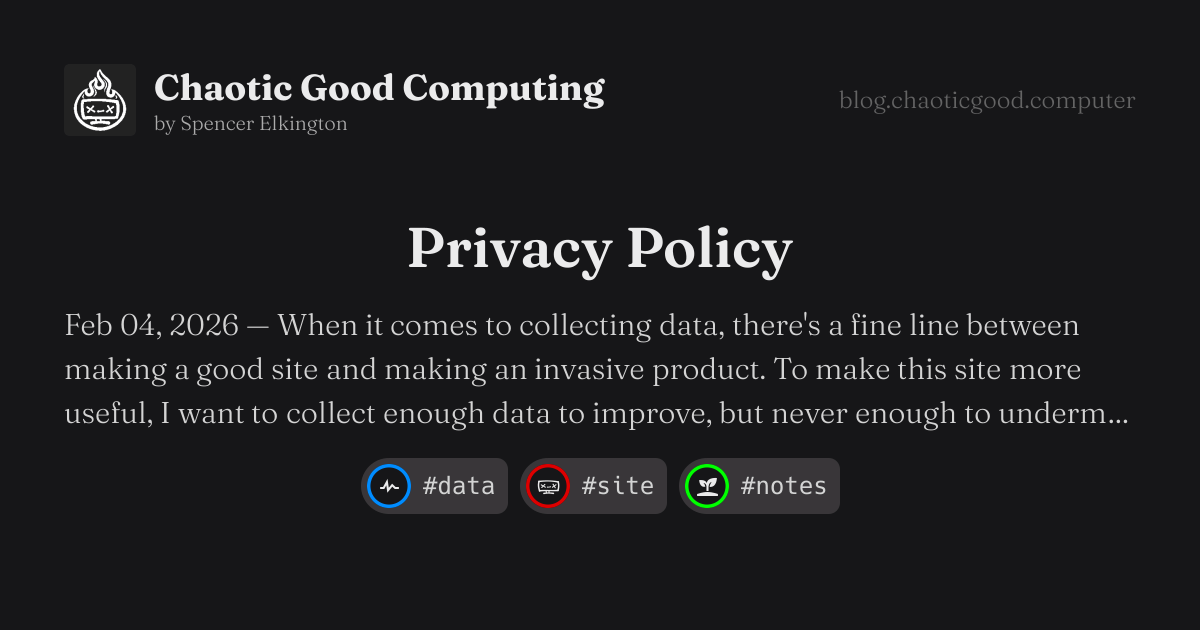 Chaotic Good Computing
by Spencer Elkington
blog.chaoticgood.computer
Privacy Policy
Feb 04, 2026 — When it comes to collecting data, there's a fine line between
making a good site and making an invasive product. To make this site more
useful, I want to collect enough data to improve, but never enough to underm...
#data
#site
#notes